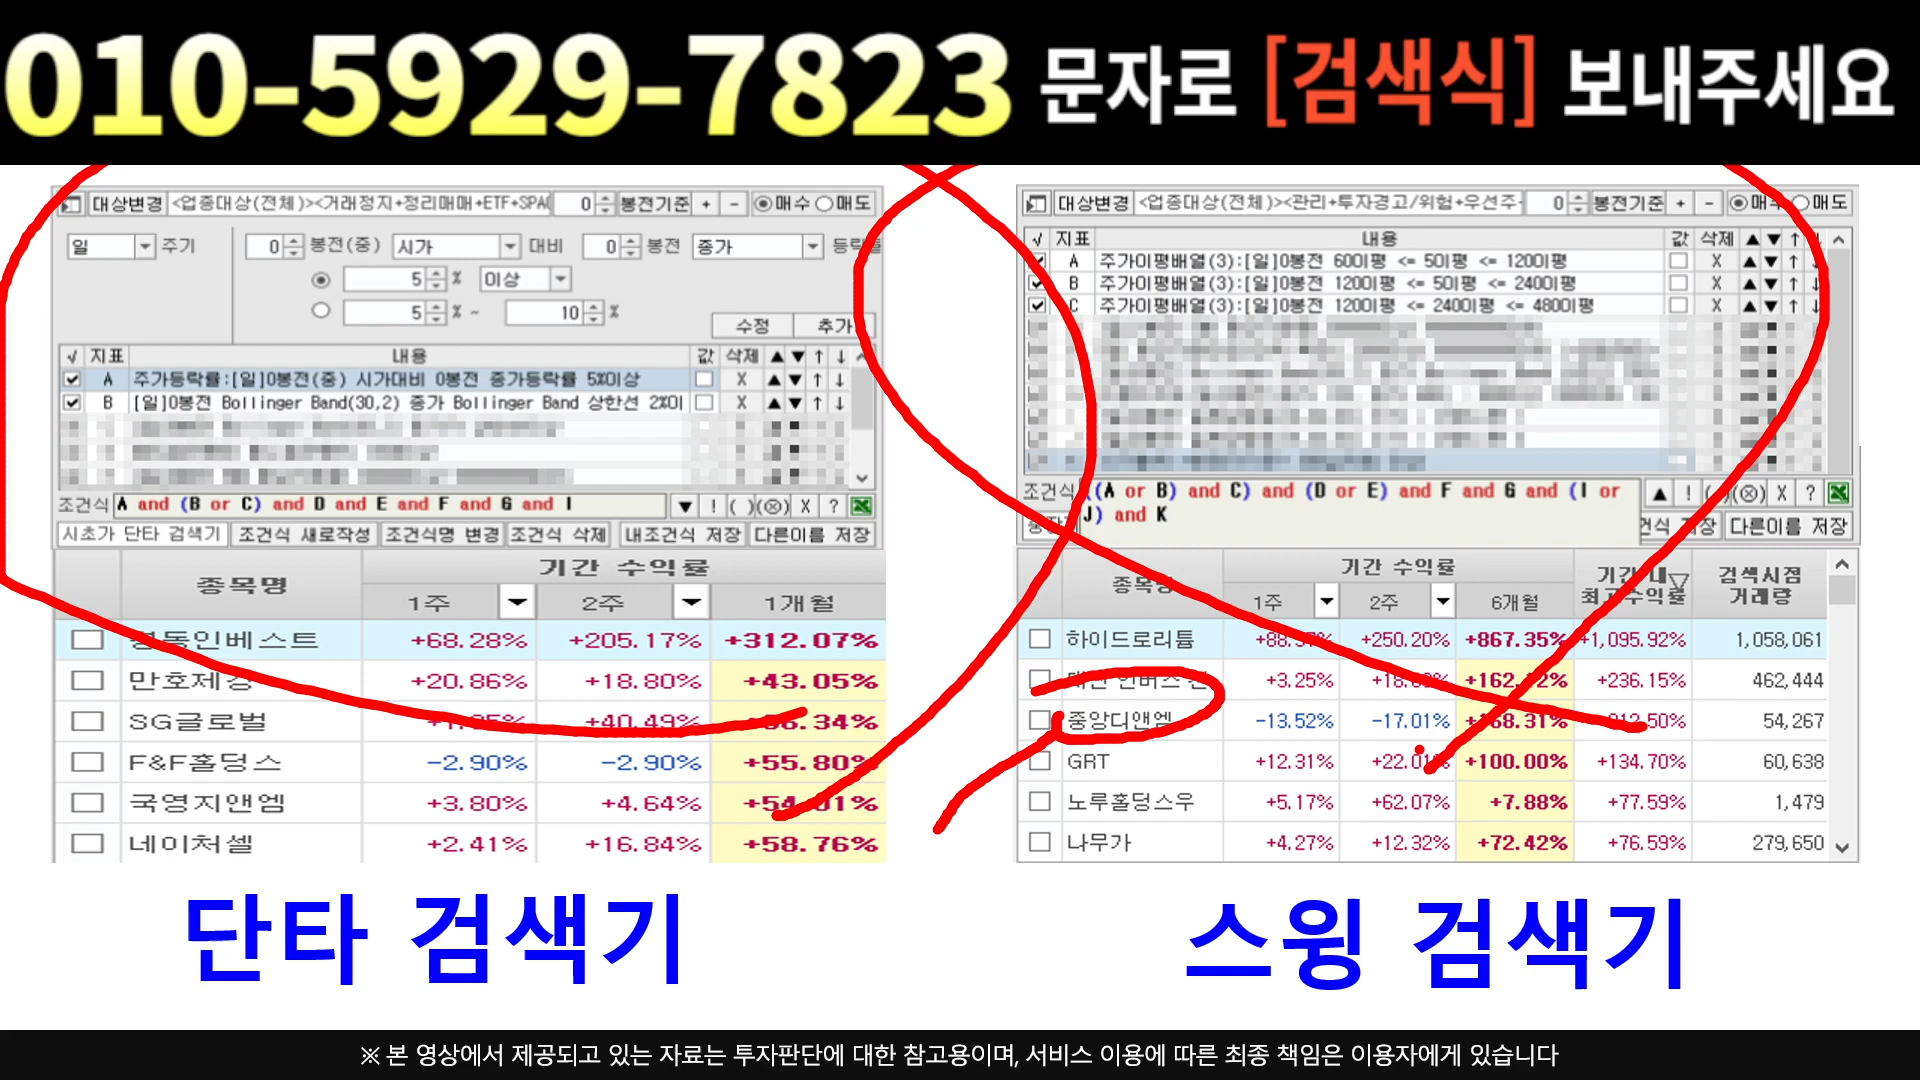 010-5929-7823 문자로 [검색식] 보내주세요
대상변경 <업종대상(전체)><거래정지+정리매매+ETF+SPA 0 봉전기준 + - 매수 매도
일 주기 0 봉전(중) 시가 대비 0 봉전 종가
5 % 이상
5 % ~ 10 %
수정 추가
√ 지표 내용 값 삭제 ▲ ▼ ↑ ↓
A 주가등락률:[일]0봉전(중) 시가대비 0봉전 종가등락률 5%이상 X ▲ ▼ ↑ ↓
B [일]0봉전 Bollinger Band(30,2) 종가 Bollinger Band 상한선 2%이 X ▲ ▼ ↑ ↓
조건식 A and (B or C) and D and E and F and G and I ▼ ! ( ) (⊗) X ?
시초가 단타 검색기 조건식 새로작성 조건식명 변경 조건식 삭제 내조건식 저장 다른이름 저장
종목명 기간 수익률
1주 2주 1개월
인베스트 +68.28% +205.17% +312.07%
만호제강 +20.86% +18.80% +43.05%
SG글로벌 +40.49%
F&F홀딩스 -2.90% -2.90% +55.80%
국영지앤엠 +3.80% +4.64%
네이처셀 +2.41% +16.84% +58.76%
단타 검색기
대상변경 <업종대상(전체)><관리+투자경고/위험+우선주+ 0 봉전기준 + - 매수 매도
√ 지표 내용 값 삭제 ▲ ▼ ↑ ↓
A 주가이평배열(3):[일]0봉전 60이평 <= 5이평 <= 120이평 X ▲ ▼ ↑ ↓
B 주가이평배열(3):[일]0봉전 120이평 <= 5이평 <= 240이평 X ▲ ▼ ↑ ↓
C 주가이평배열(3):[일]0봉전 120이평 <= 240이평 <= 480이평 X ▲ ▼ ↑ ↓
조건식 ((A or B) and C) and (D or E) and F and G and (I or ▲ ! ( ) (⊗) X ?
J) and K
저장 다른이름 저장
종목명 기간 수익률 기간 내 최고수익률 검색시점 거래량
1주 2주 6개월
하이드로리튬 +250.20% +867.35% +1,095.92% 1,058,061
+3.25% +236.15% 462,444
중앙디앤엠 -13.52% -17.01% 54,267
GRT +12.31% +100.00% +134.70% 60,638
노루홀딩스우 +5.17% +62.07% +7.88% +77.59% 1,479
나무가 +4.27% +12.32% +72.42% +76.59% 279,650
스윙 검색기
※ 본 영상에서 제공되고 있는 자료는 투자판단에 대한 참고용이며, 서비스 이용에 따른 최종 책임은 이용자에게 있습니다